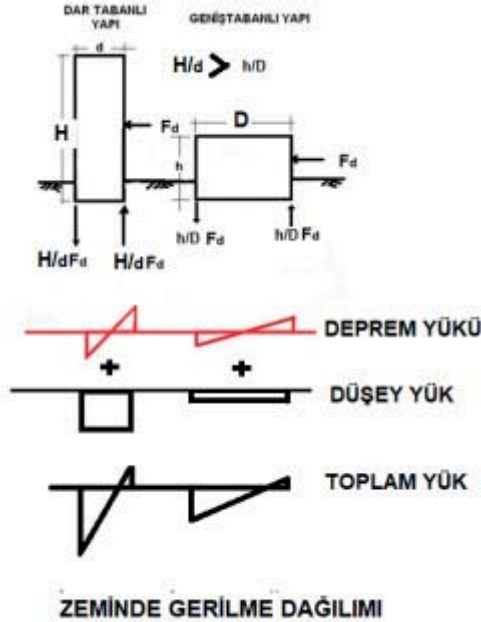 DAR TABANLI
YAPI
GENİŞTABANLI YAPI
d
H/d > h/D
H
Fd
D
h
Fd
h/D Fd
h/D Fd
H/d Fd
H/d Fd
DEPREM YÜKÜ
+
+
DÜŞEY YÜK
TOPLAM YÜK
ZEMİNDE GERİLME DAĞILIMI